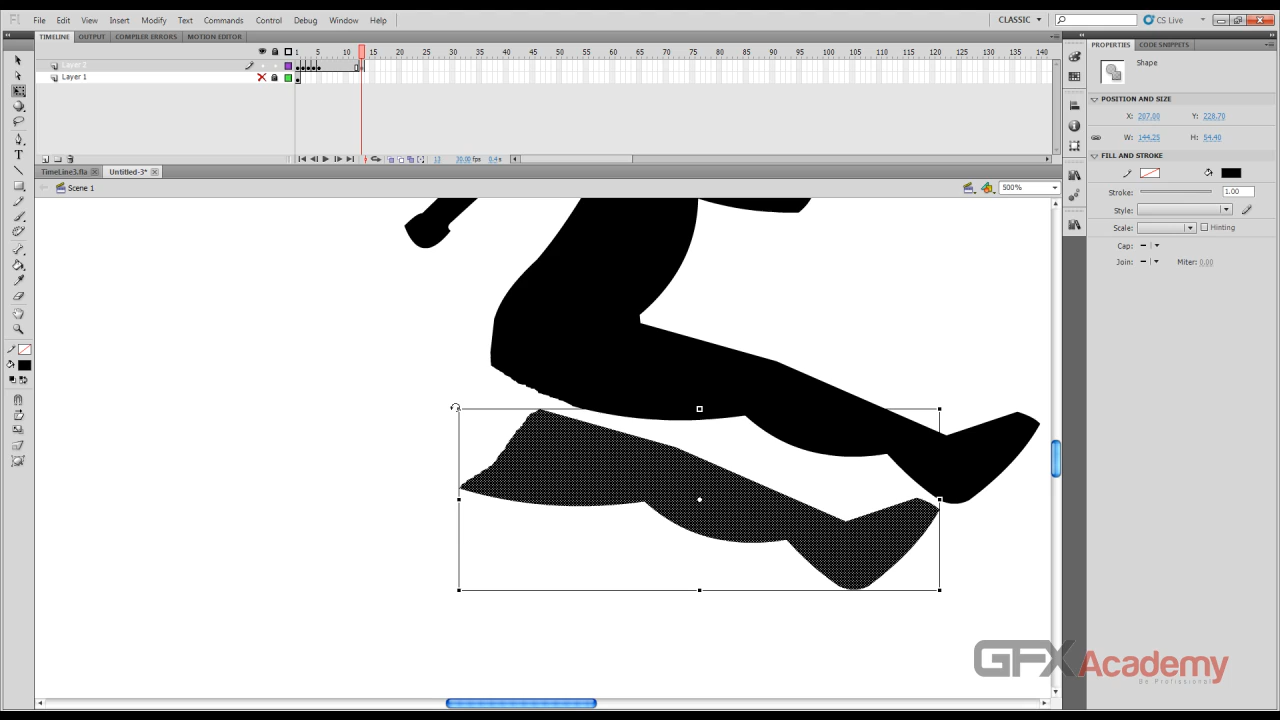 Fl File Edit View Insert Modify Text Commands Control Debug Window Help CLASSIC CS Live
TIMELINE OUTPUT COMPILER ERRORS MOTION EDITOR
PROPERTIES CODE SNIPPETS
1 5 10 15 20 25 30 35 40 45 50 55 60 65 70 75 80 85 90 95 100 105 110 115 120 125 130 135 140
Layer 2
Layer 1
Shape
POSITION AND SIZE
X: 207.00 Y: 228.70
W: 144.25 H: 54.40
FILL AND STROKE
Stroke: 1.00
Style:
Scale: Hinting
Cap:
Join: Miter: 0.00
13 30.00 fps 0.4 s
TimeLine3.fla Untitled-3*
Scene 1 500%
GFX Academy
Be Professional